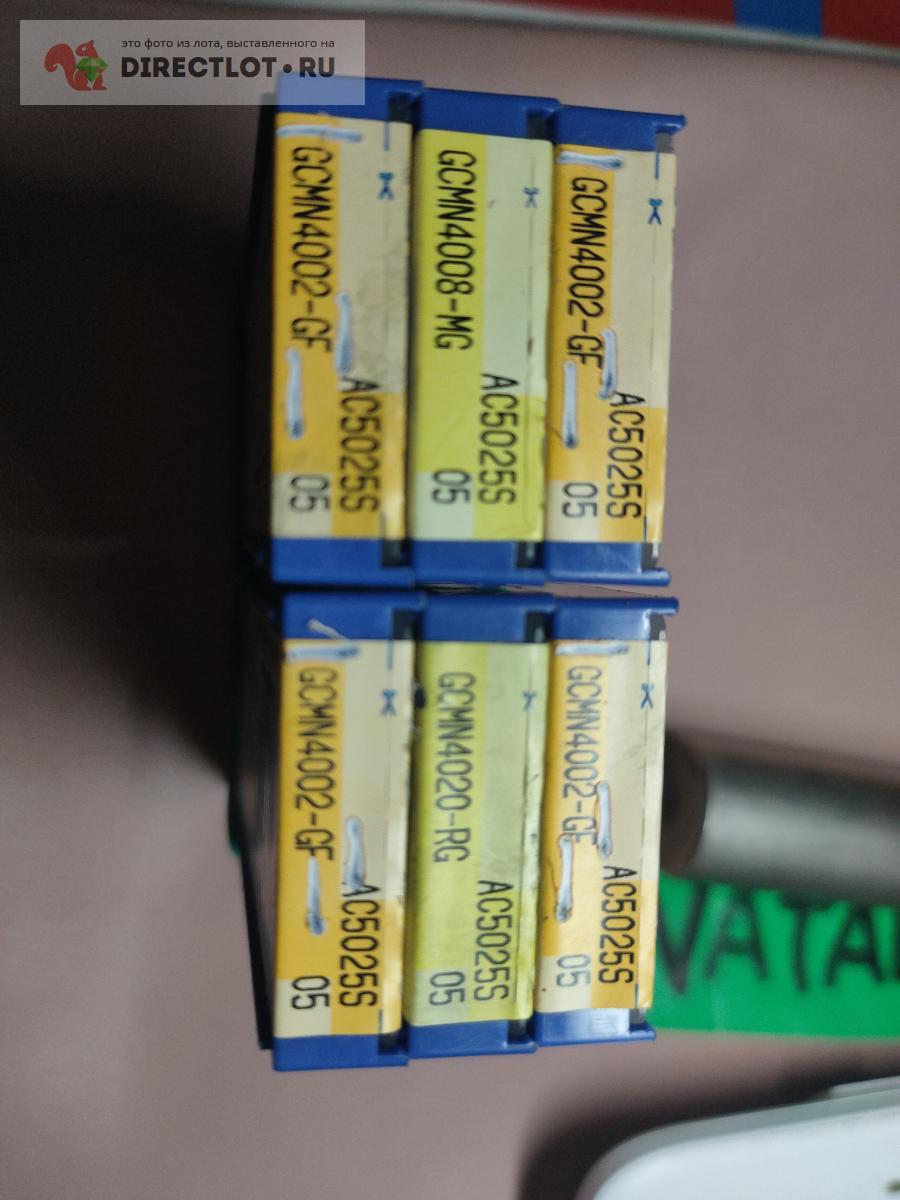 это фото из лота, выставленного на
DIRECTLOT.RU
GCMN4002-GF
AC5025S
05
GCMN4008-MG
AC5025S
05
GCMN4002-GF
AC5025S
05
GCMN4002-GF
AC5025S
05
GCMN4020-RG
AC5025S
05
GCMN4002-GF
AC5025S
05